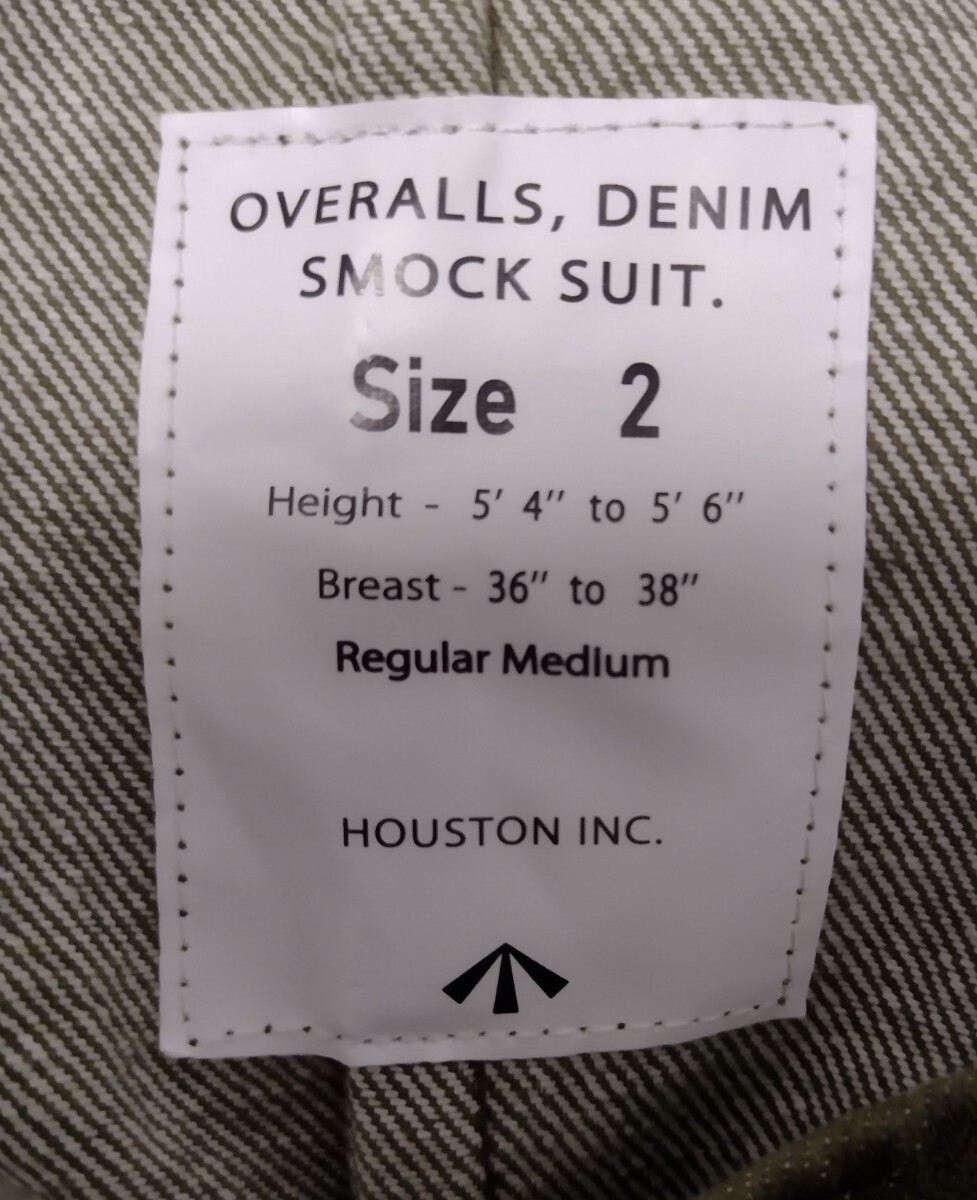 OVERALLS, DENIM
SMOCK SUIT.
Size 2
Height - 5' 4" to 5' 6"
Breast - 36" to 38"
Regular Medium
HOUSTON INC.